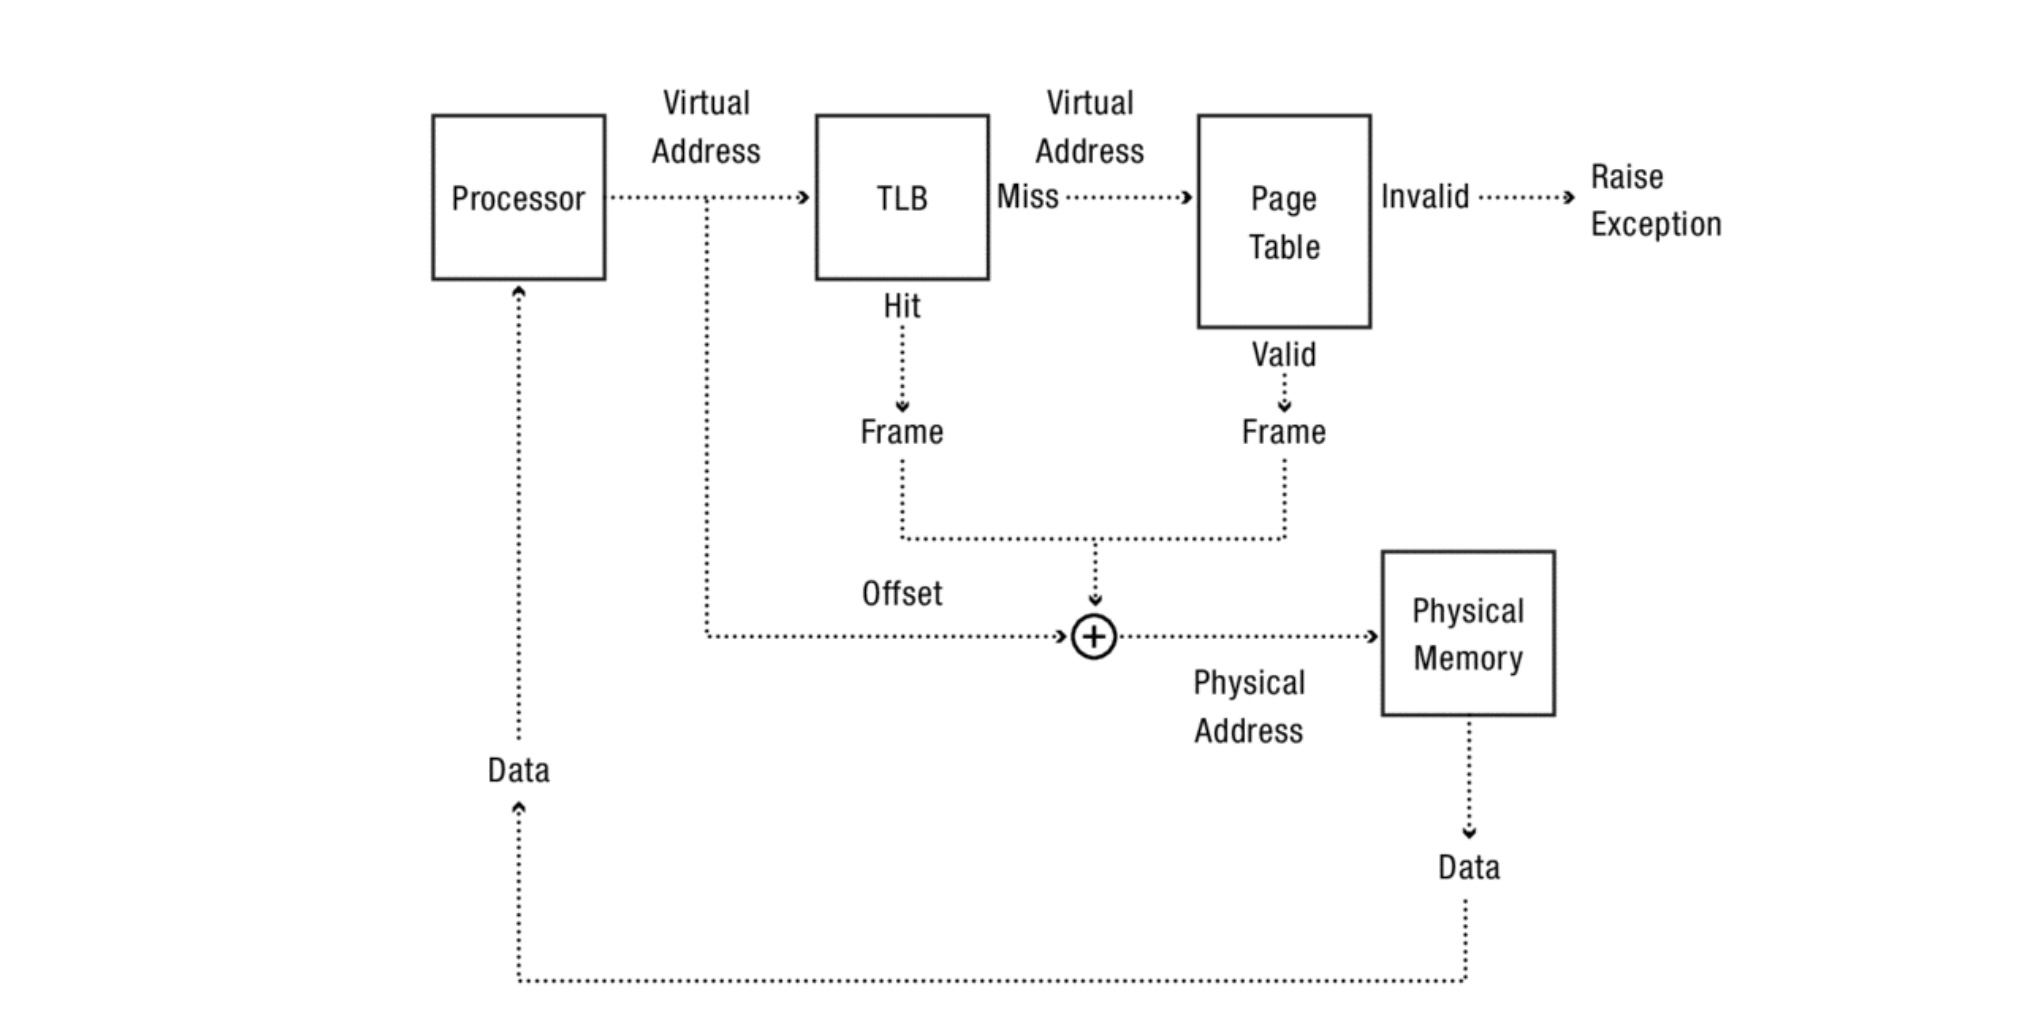 Virtual
Address
Virtual
Address
Processor
TLB
Miss
Page
Table
Invalid
Raise
Exception
Hit
Valid
Frame
Frame
Offset
+
Physical
Memory
Physical
Address
Data
Data